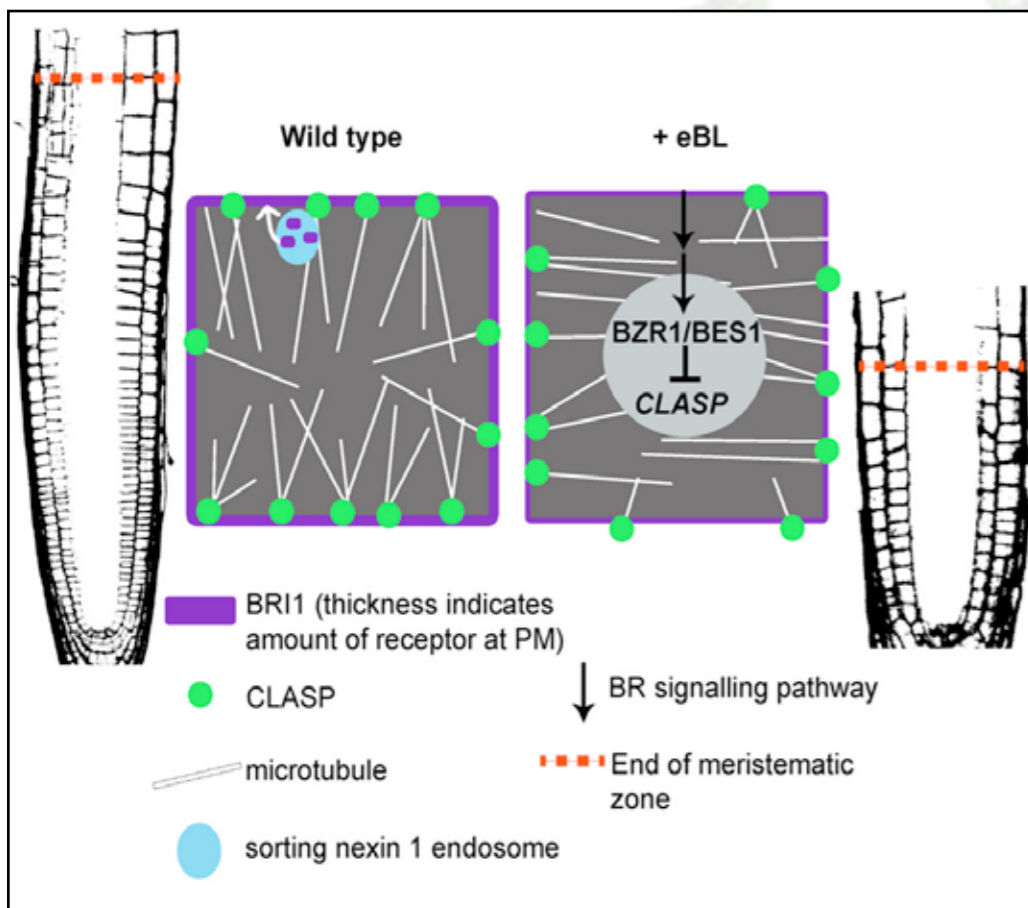 Wild type
+ eBL
BZR1/BES1
CLASP
BRI1 (thickness indicates
amount of receptor at PM)
CLASP
microtubule
sorting nexin 1 endosome
BR signalling pathway
End of meristematic
zone